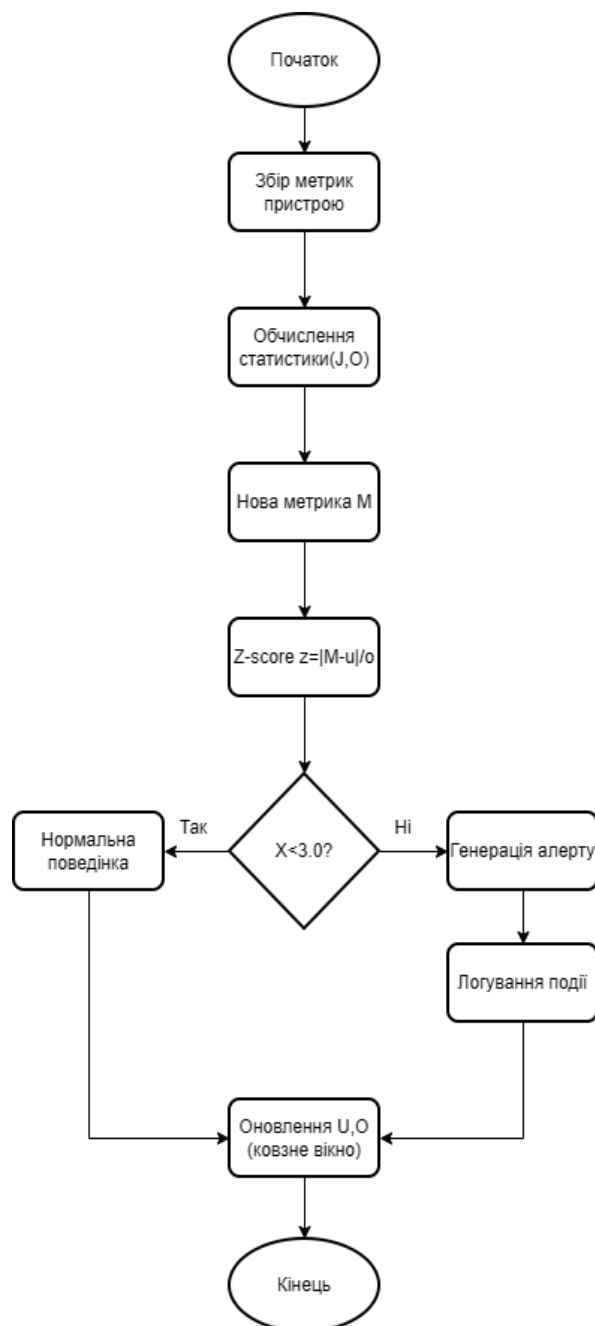 Початок
Збір метрик
пристрою
Обчислення
статистики(J,O)
Нова метрика M
Z-score z=|M-u|/o
X<3.0?
Так
Ні
Нормальна
поведінка
Генерація алерту
Логування події
Оновлення U,O
(ковзне вікно)
Кінець